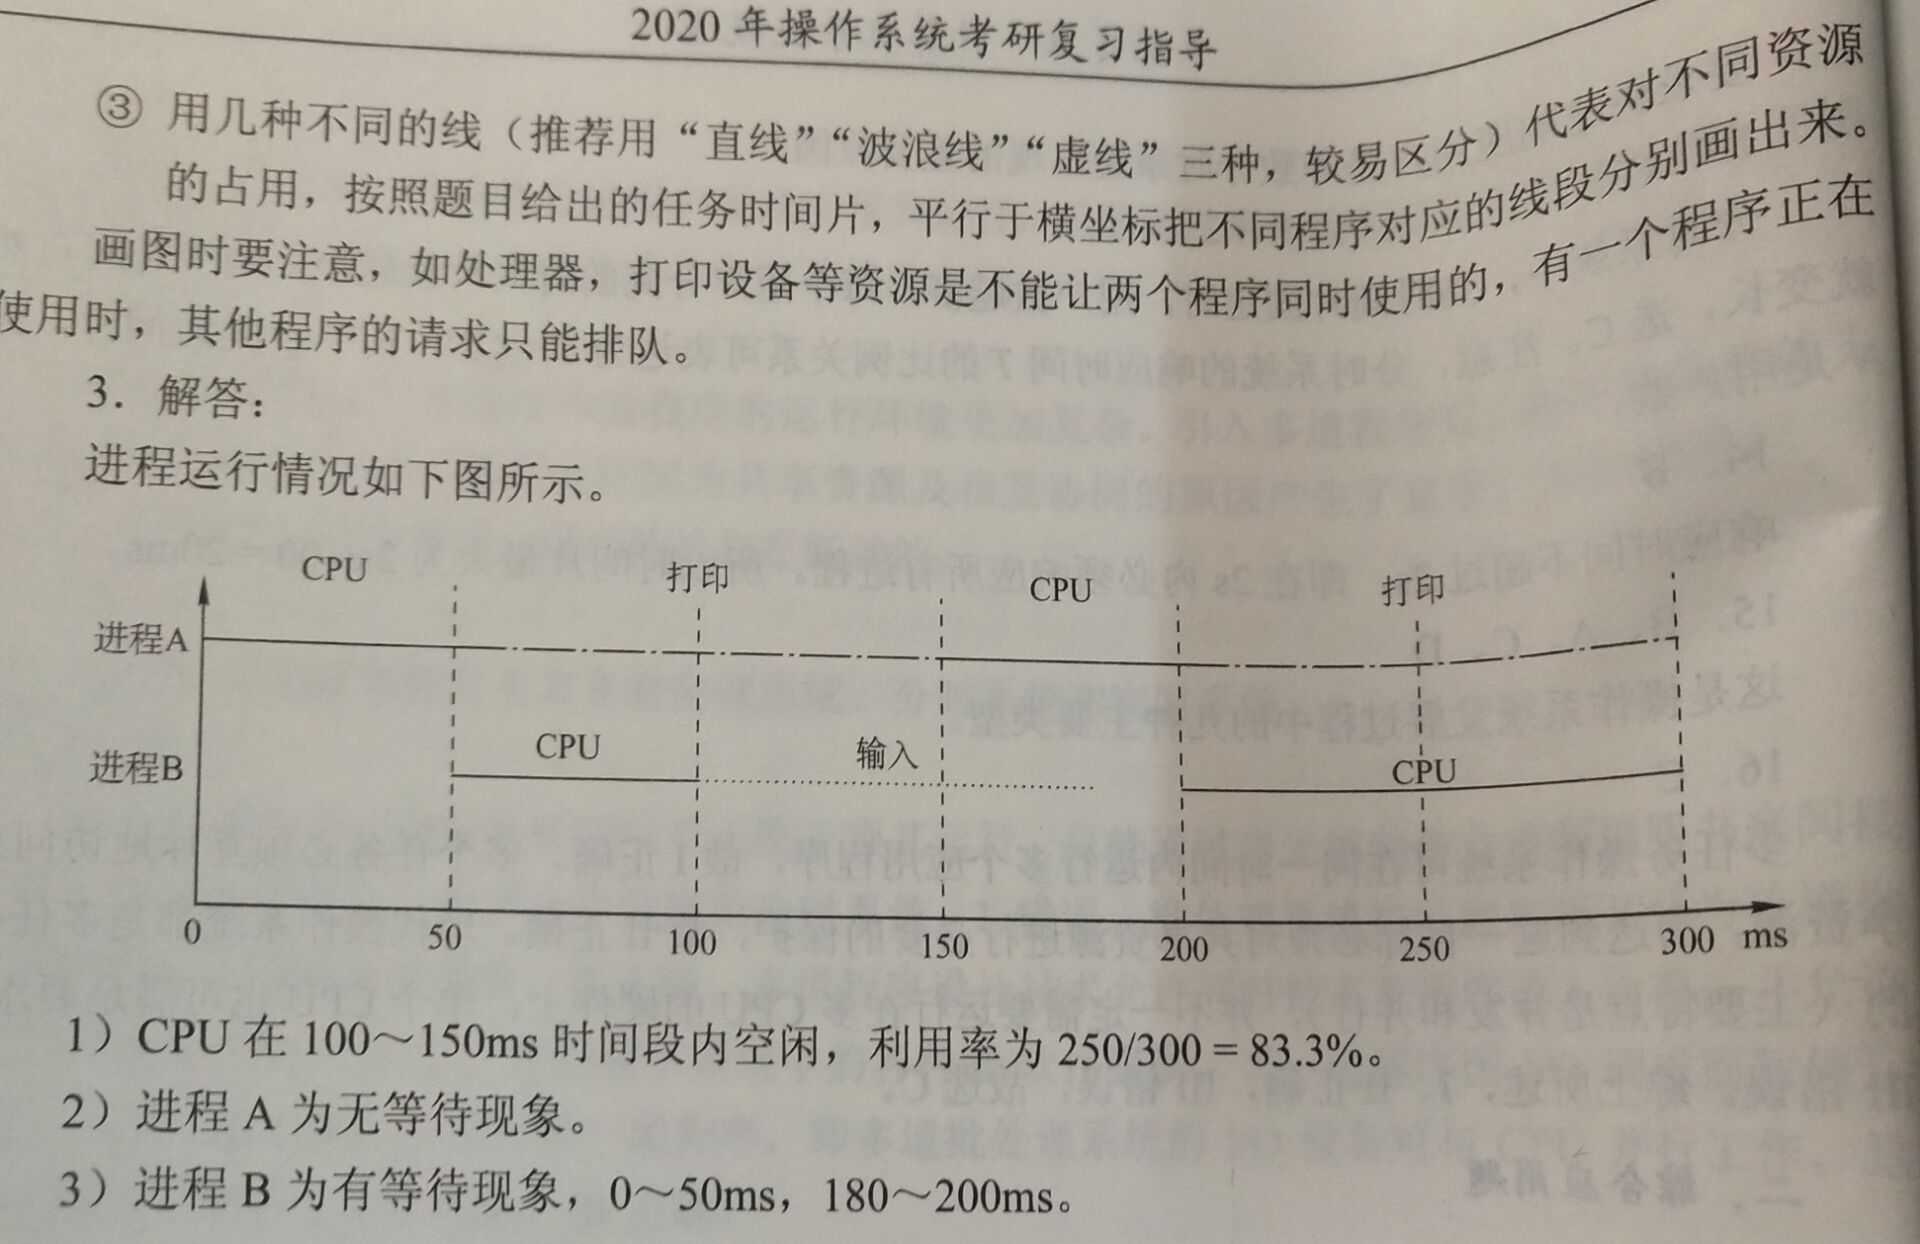 2020 年操作系统考研复习指导
③ 用几种不同的线（推荐用“直线”“波浪线”“虚线”三种，较易区分）代表对不同资源
的占用，按照题目给出的任务时间片，平行于横坐标把不同程序对应的线段分别画出来。
画图时要注意，如处理器，打印设备等资源是不能让两个程序同时使用的，有一个程序正在
使用时，其他程序的请求只能排队。
3．解答：
进程运行情况如下图所示。
CPU 打印 CPU 打印
进程A
进程B CPU 输入 CPU
0 50 100 150 200 250 300 ms
1）CPU 在 100～150ms 时间段内空闲，利用率为 250/300 = 83.3%。
2）进程 A 为无等待现象。
3）进程 B 为有等待现象，0～50ms，180～200ms。